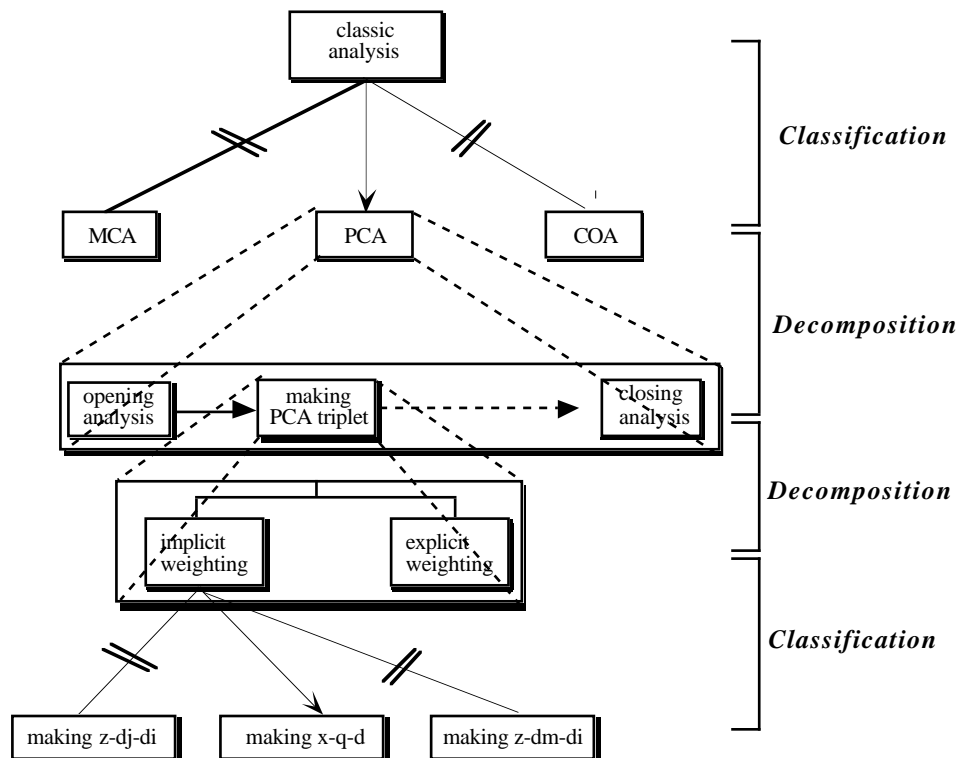 classic
analysis
Classification
MCA
PCA
COA
Decomposition
opening
analysis
making
PCA triplet
closing
analysis
Decomposition
implicit
weighting
explicit
weighting
Classification
making z-dj-di
making x-q-d
making z-dm-di